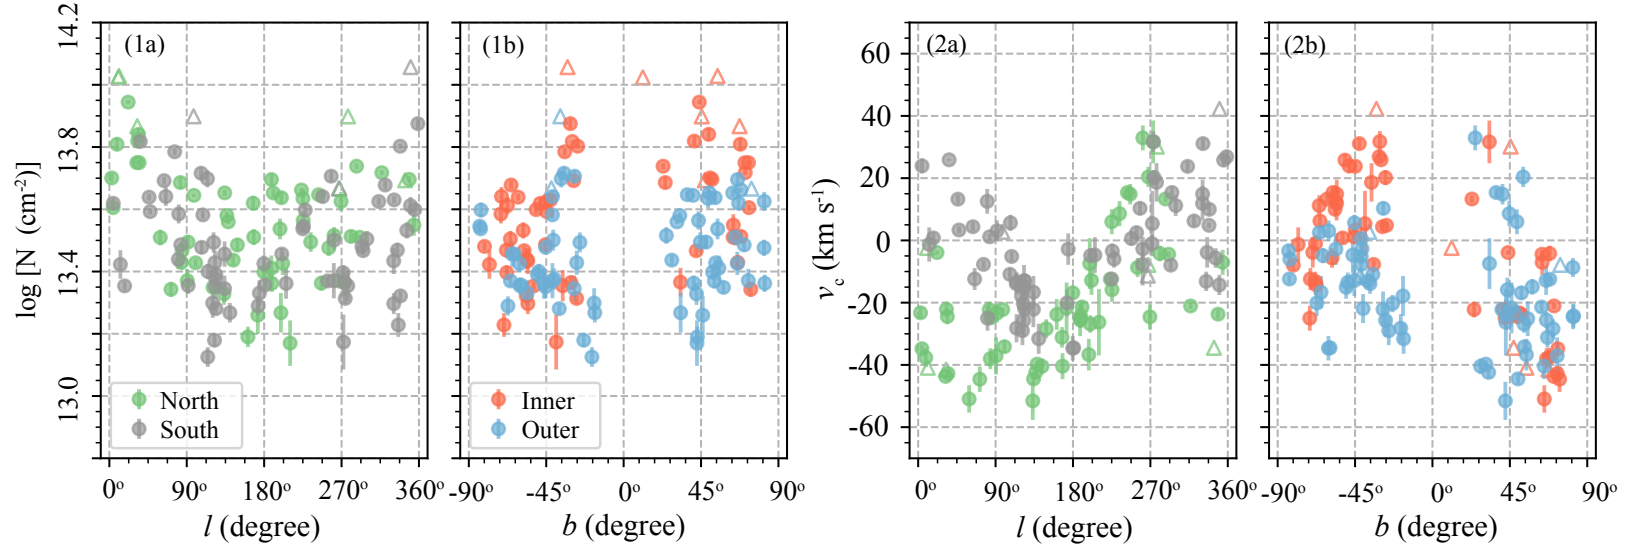 (1a) (1b) (2a) (2b)
14.2
13.8
13.4
13.0
log [N (cm⁻²)]
North
South
Inner
Outer
0° 90° 180° 270° 360°
l (degree)
-90° -45° 0° 45° 90°
b (degree)
60
40
20
0
-20
-40
-60
v_c (km s⁻¹)
0° 90° 180° 270° 360°
l (degree)
-90° -45° 0° 45° 90°
b (degree)